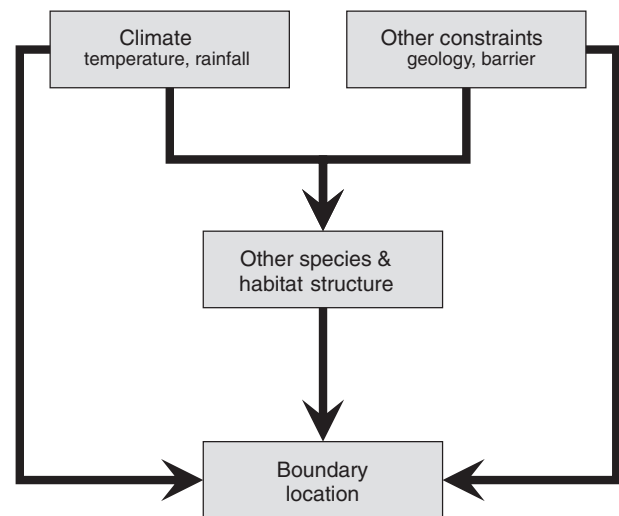 Climate
temperature, rainfall
Other constraints
geology, barrier
Other species &
habitat structure
Boundary
location